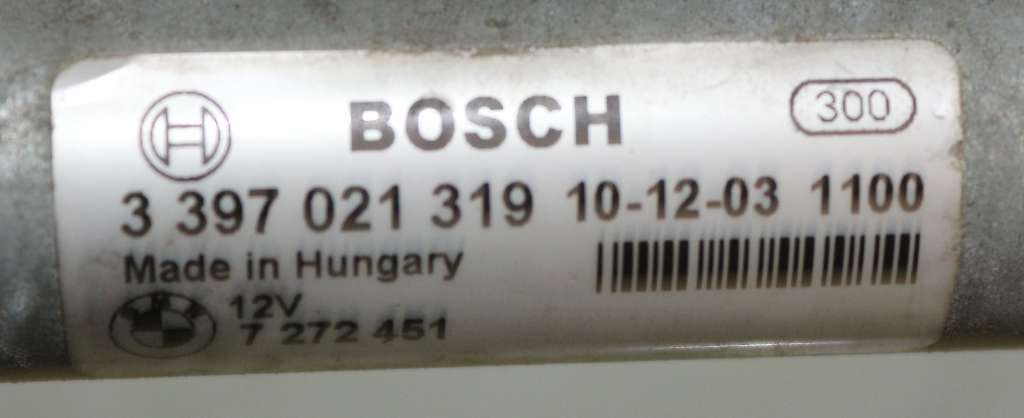 BOSCH 300
3 397 021 319 10-12-03 1100
Made in Hungary
12V
7 272 451